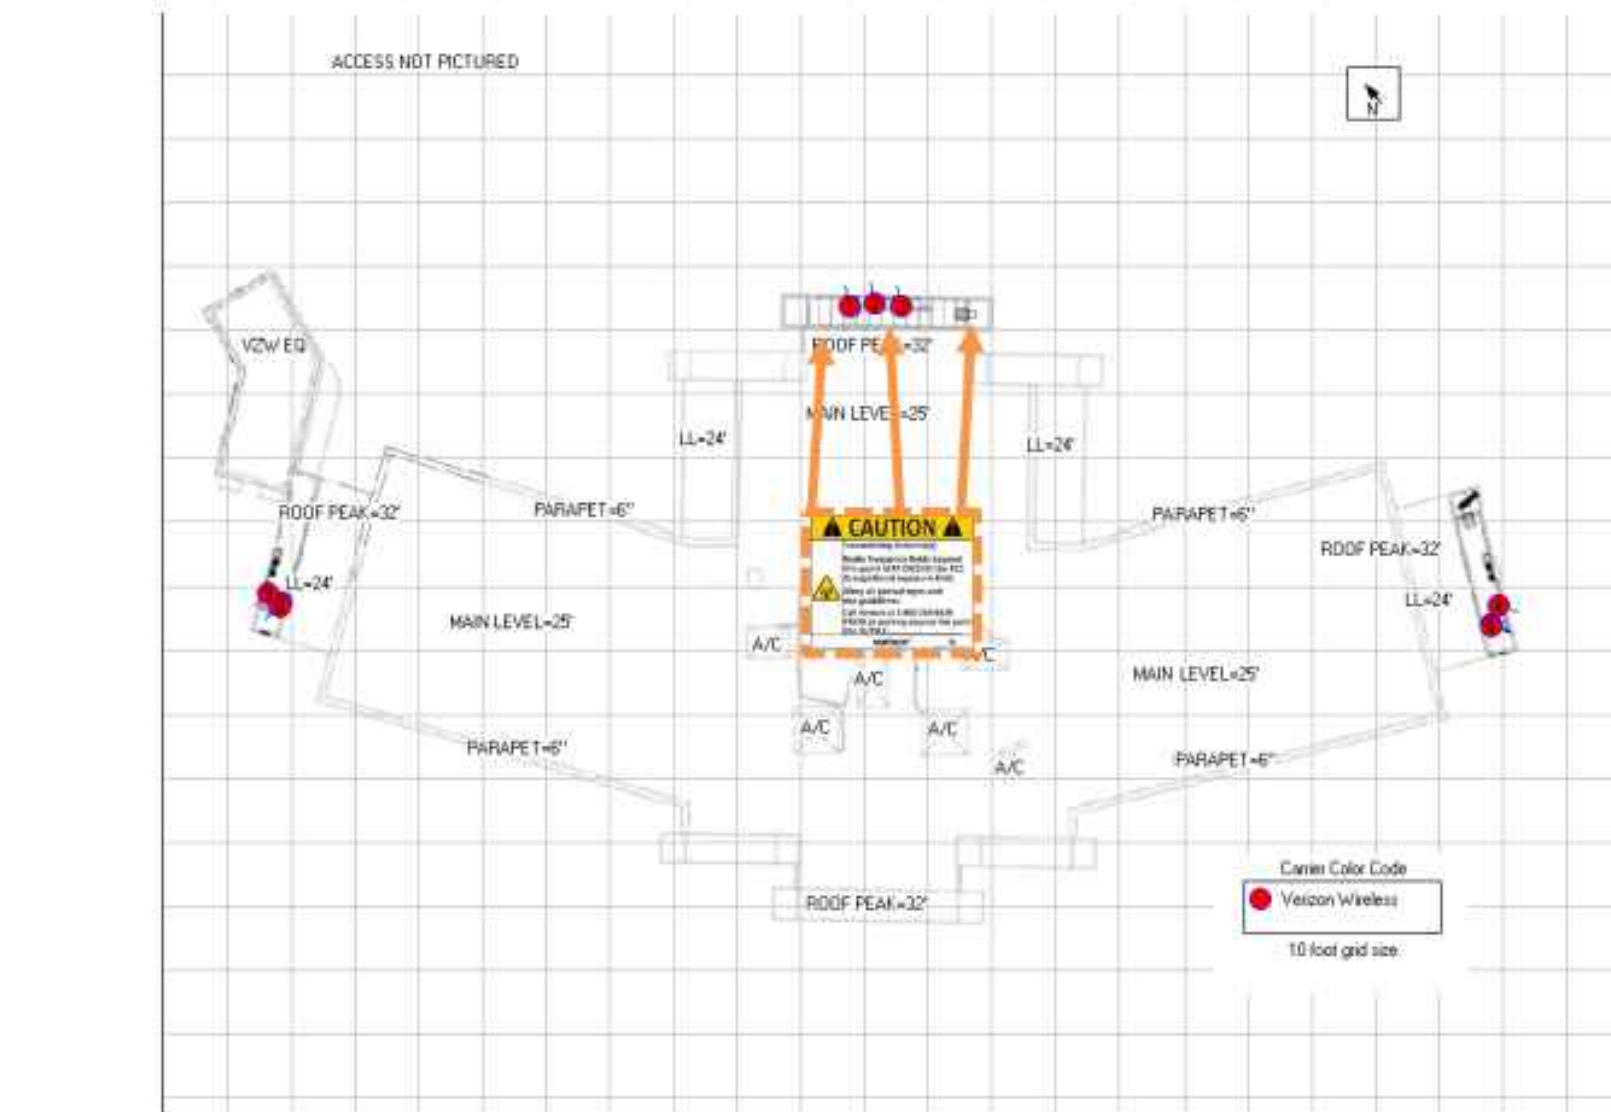 ACCESS NOT PICTURED
N
VZW EQ
ROOF PEAK=32'
MAIN LEVEL=25'
LL=24'
LL=24'
ROOF PEAK=32'
PARAPET=6"
PARAPET=6"
CAUTION
ROOF PEAK=32'
LL=24'
LL=24'
MAIN LEVEL=25'
A/C
A/C
MAIN LEVEL=25'
A/C
A/C
A/C
A/C
PARAPET=6"
PARAPET=6"
ROOF PEAK=32'
Carrier Color Code
Verizon Wireless
10 foot grid size